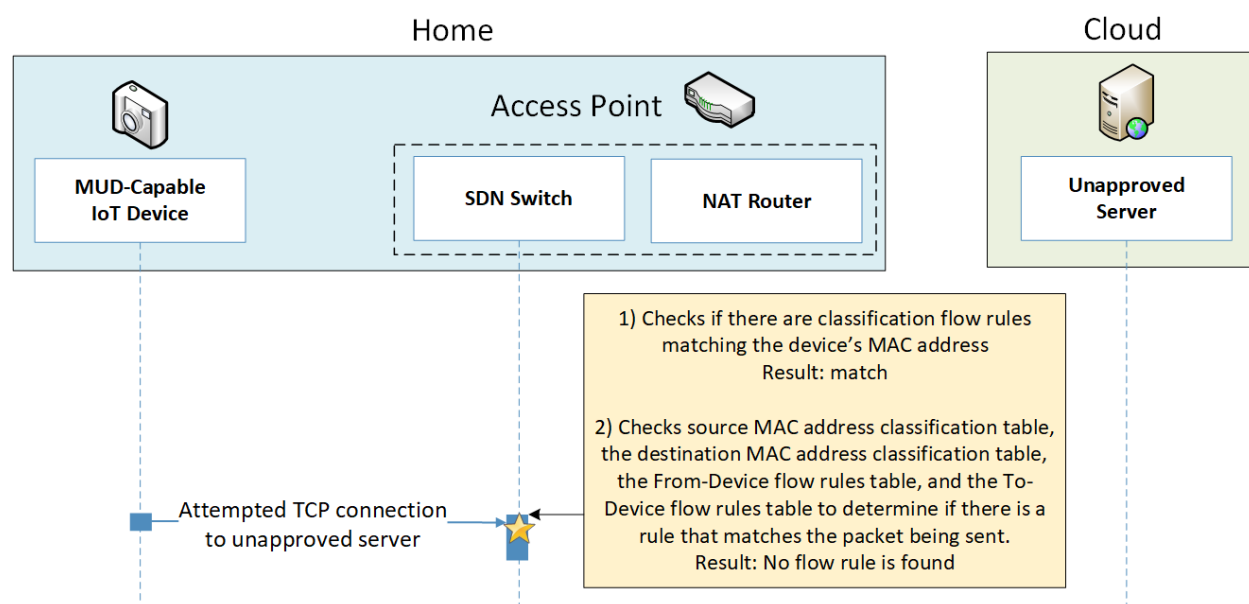 Home
Cloud
Access Point
MUD-Capable
IoT Device
SDN Switch
NAT Router
Unapproved
Server
1) Checks if there are classification flow rules
matching the device's MAC address
Result: match
2) Checks source MAC address classification table,
the destination MAC address classification table,
the From-Device flow rules table, and the To-
Device flow rules table to determine if there is a
rule that matches the packet being sent.
Result: No flow rule is found
Attempted TCP connection
to unapproved server